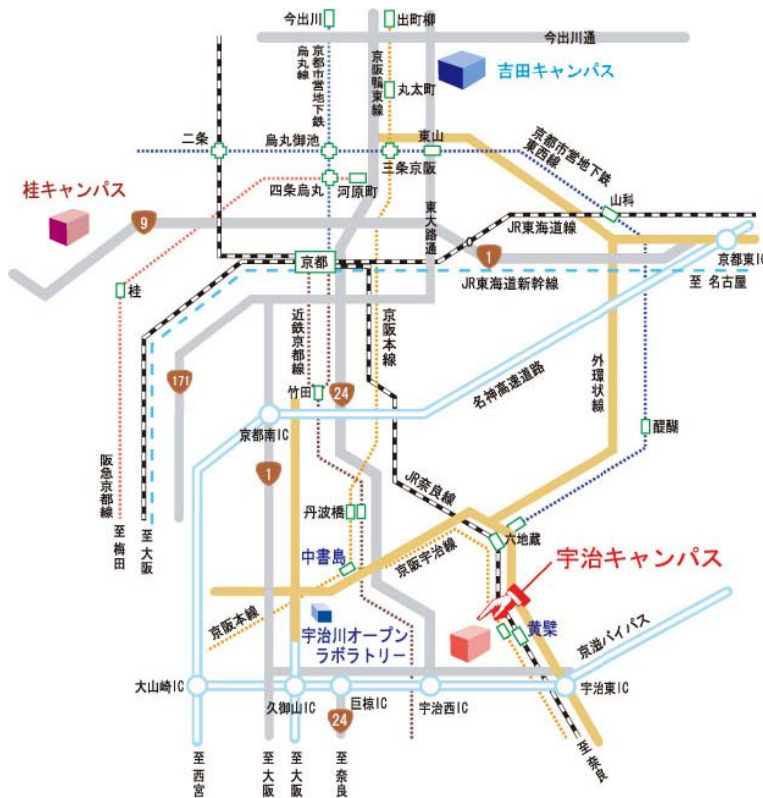 今出川
出町柳
今出川通
京都市営地下鉄
烏丸線
京阪鴨東線
吉田キャンパス
丸太町
二条
烏丸御池
東山
三条京阪
京都市営地下鉄
東西線
桂キャンパス
四条烏丸
河原町
山科
9
東大路通
JR東海道線
1
京都
京都東IC
JR東海道新幹線
至 名古屋
桂
近鉄京都線
京阪本線
外環状線
171
竹田
24
名神高速道路
京都南IC
醍醐
阪急京都線
1
JR奈良線
至梅田
至大阪
丹波橋
六地蔵
中書島
京阪宇治線
宇治キャンパス
京阪本線
宇治川オープン
ラボラトリー
黄檗
京滋バイパス
大山崎IC
久御山IC
巨椋IC
宇治西IC
宇治東IC
24
至西宮
至大阪
至大阪
至奈良
至奈良